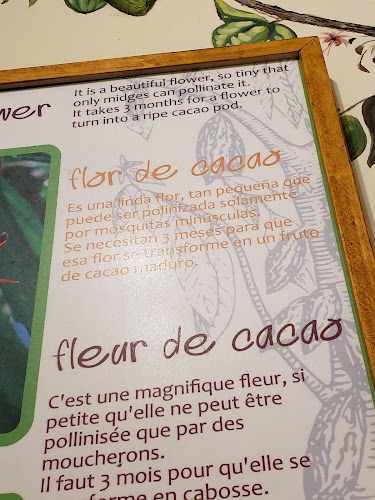 It is a beautiful flower, so tiny that
only midges can pollinate it.
It takes 3 months for a flower to
turn into a ripe cacao pod.
flor de cacao
Es una linda flor, tan pequeña que
puede ser polinizada solamente
por mosquitas minúsculas.
Se necesitan 3 meses para que
esa flor se transforme en un fruto
de cacao maduro.
fleur de cacao
C'est une magnifique fleur, si
petite qu'elle ne peut être
pollinisée que par des
moucherons.
Il faut 3 mois pour qu'elle se
en cabosse.